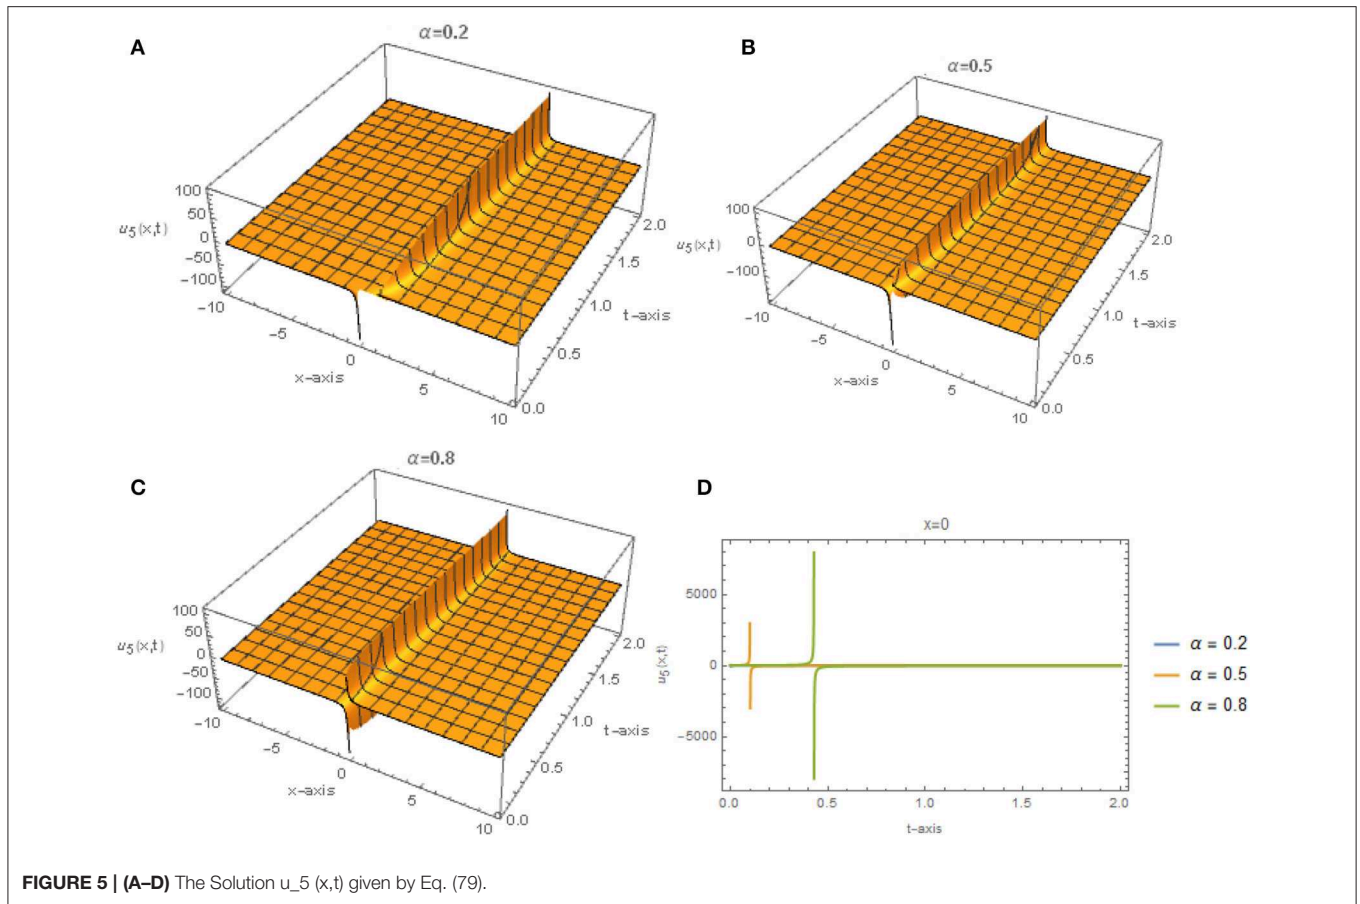 A
α=0.2
100
50
0
−50
−100
u5(x,t)
−10
−5
0
5
10
x−axis
0.0
0.5
1.0
1.5
2.0
t−axis
B
α=0.5
100
0
−100
u5(x,t)
−10
−5
0
5
10
x−axis
0.0
0.5
1.0
1.5
2.0
t−axis
C
α=0.8
100
50
0
−50
−100
u5(x,t)
−10
−5
0
5
10
x−axis
0.0
0.5
1.0
1.5
2.0
t−axis
D
x=0
5000
0
−5000
u5(x,t)
0.0 0.5 1.0 1.5 2.0
t−axis
α = 0.2
α = 0.5
α = 0.8
FIGURE 5 | (A–D) The Solution u_5 (x,t) given by Eq. (79).